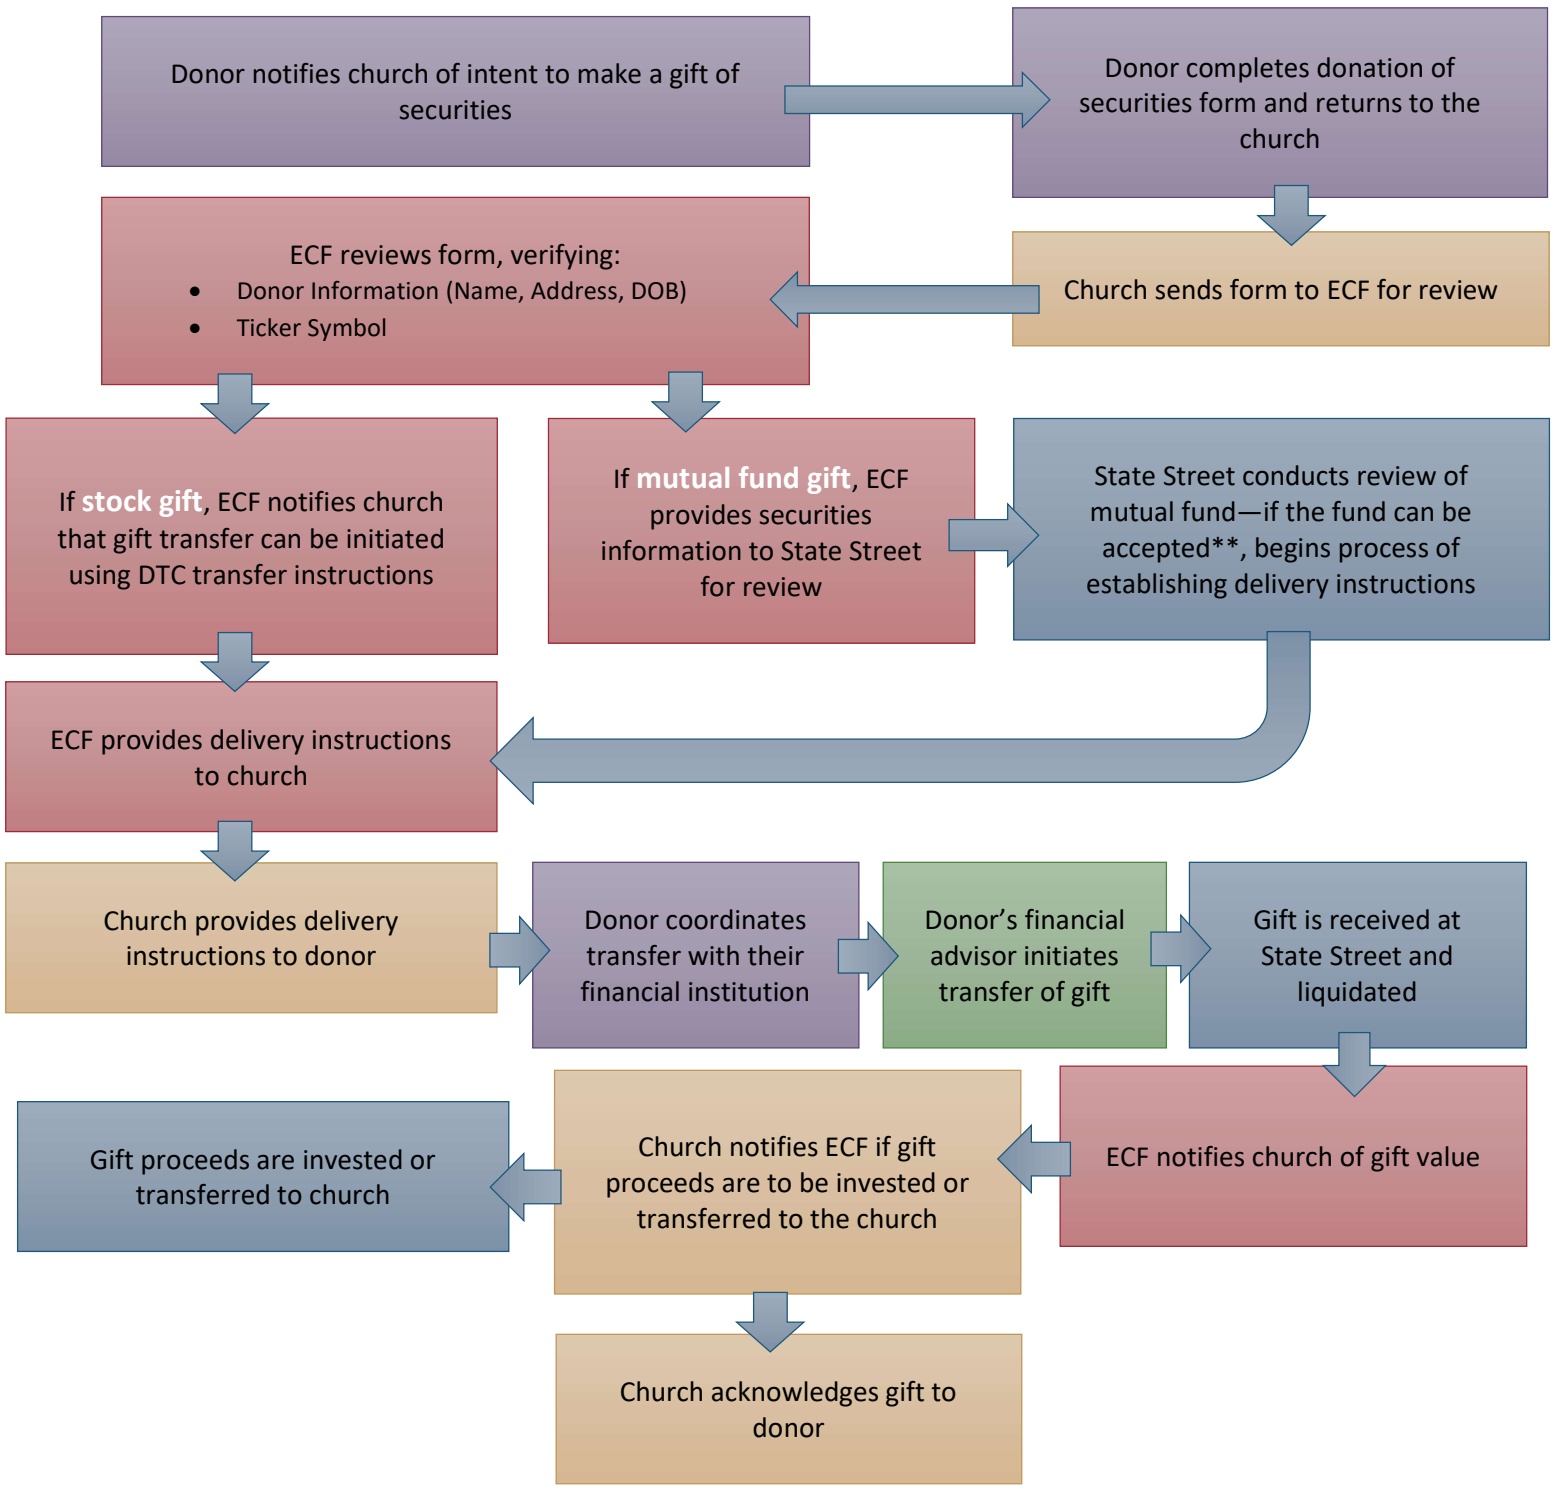 Donor notifies church of intent to make a gift of
securities
Donor completes donation of
securities form and returns to the
church
Church sends form to ECF for review
ECF reviews form, verifying:
• Donor Information (Name, Address, DOB)
• Ticker Symbol
If stock gift, ECF notifies church
that gift transfer can be initiated
using DTC transfer instructions
If mutual fund gift, ECF
provides securities
information to State Street
for review
State Street conducts review of
mutual fund—if the fund can be
accepted**, begins process of
establishing delivery instructions
ECF provides delivery instructions
to church
Church provides delivery
instructions to donor
Donor coordinates
transfer with their
financial institution
Donor’s financial
advisor initiates
transfer of gift
Gift is received at
State Street and
liquidated
ECF notifies church of gift value
Church notifies ECF if gift
proceeds are to be invested or
transferred to the church
Gift proceeds are invested or
transferred to church
Church acknowledges gift to
donor